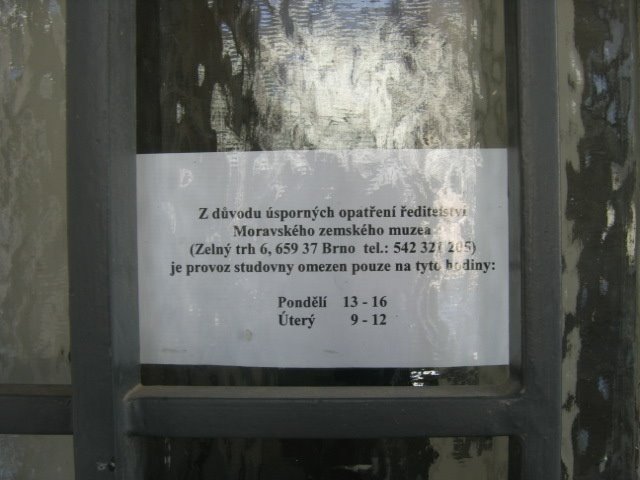 Z důvodu úsporných opatření ředitelství
Moravského zemského muzea
(Zelný trh 6, 659 37 Brno tel.: 542 321 205)
je provoz studovny omezen pouze na tyto hodiny:
Pondělí 13 - 16
Úterý 9 - 12